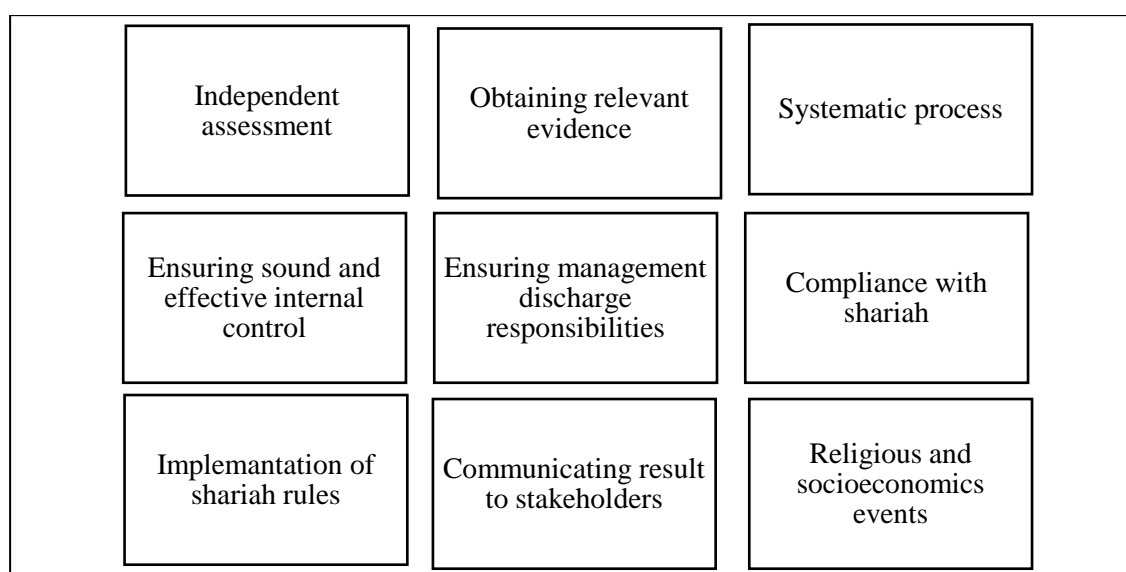 Independent
assessment
Obtaining relevant
evidence
Systematic process
Ensuring sound and
effective internal
control
Ensuring management
discharge
responsibilities
Compliance with
shariah
Implemantation of
shariah rules
Communicating result
to stakeholders
Religious and
socioeconomics
events